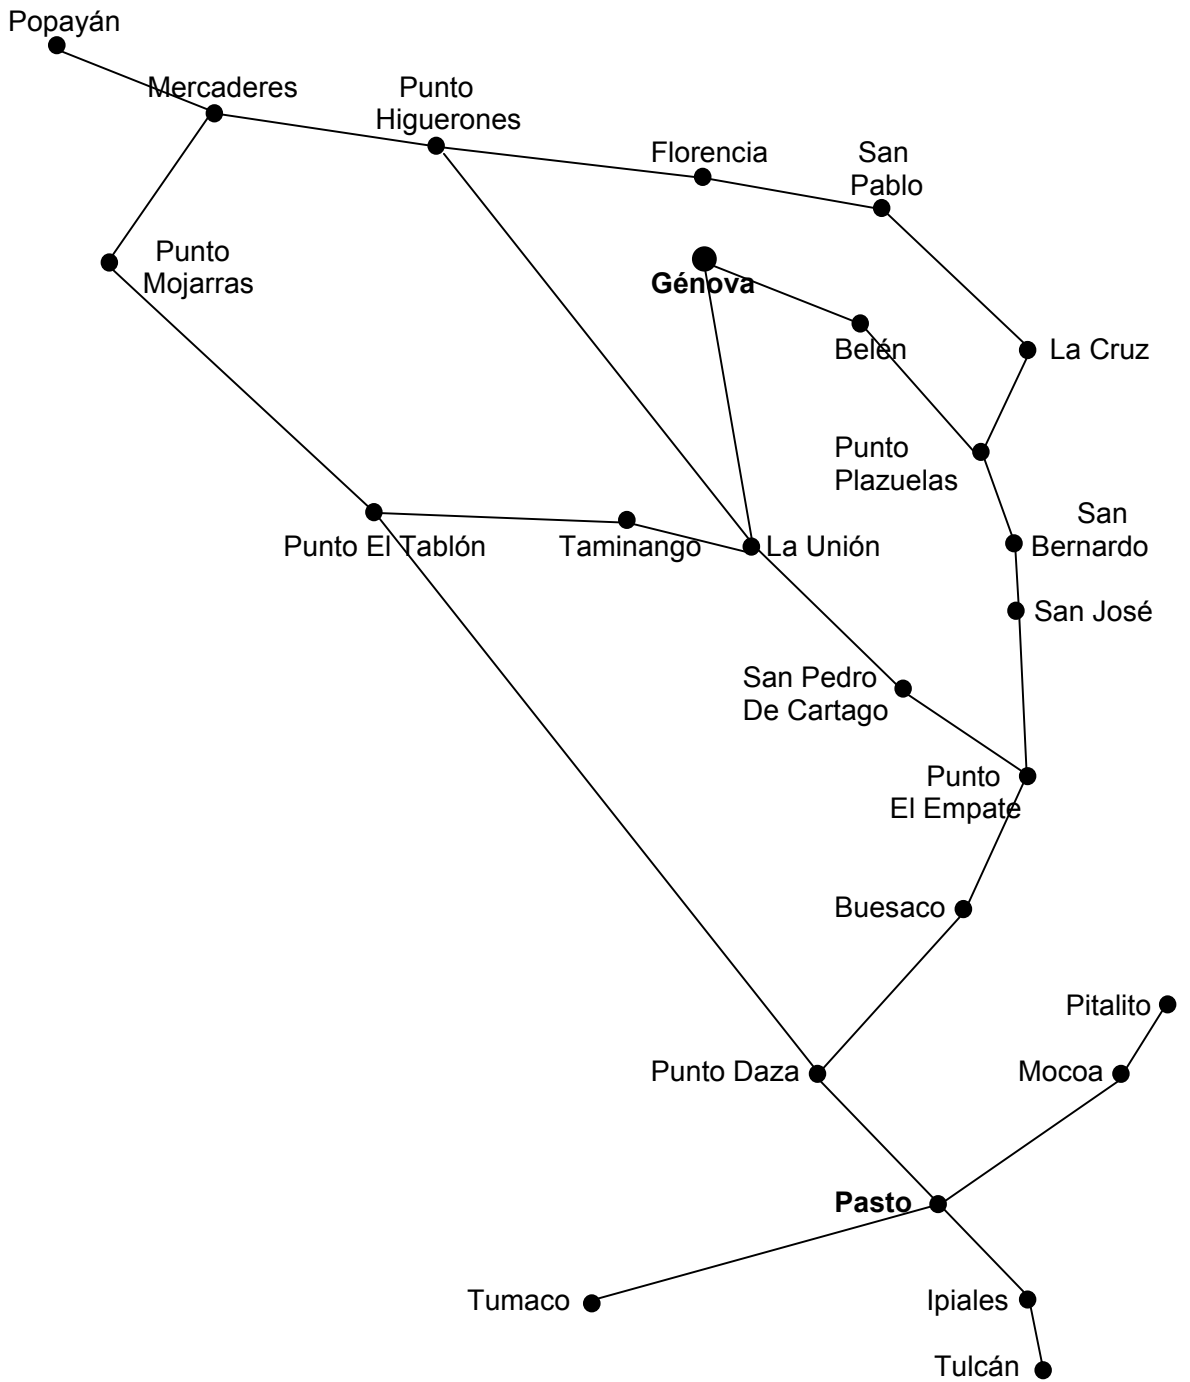 Popayán
Mercaderes
Punto
Higuerones
Florencia
San
Pablo
Punto
Mojarras
Génova
Belén
La Cruz
Punto
Plazuelas
San
Bernardo
Punto El Tablón
Taminango
La Unión
San José
San Pedro
De Cartago
Punto
El Empate
Buesaco
Pitalito
Punto Daza
Mocoa
Pasto
Tumaco
Ipiales
Tulcán